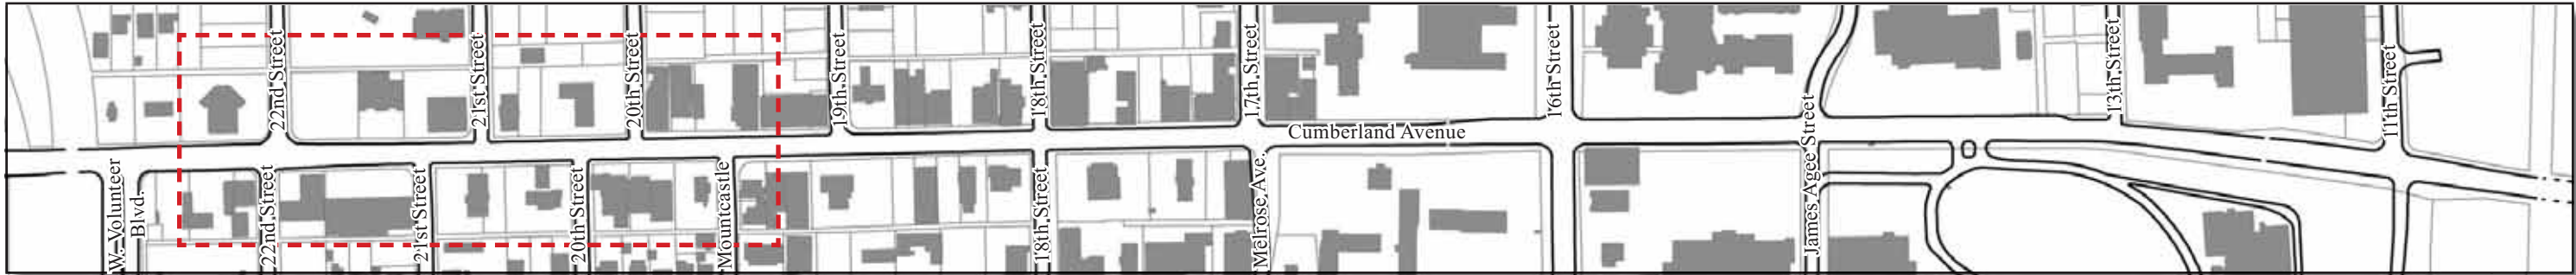 22nd Street
21st Street
20th Street
19th Street
18th Street
17th Street
16th Street
13th Street
11th Street
Cumberland Avenue
W. Volunteer
Blvd.
22nd Street
21st Street
20th Street
Mountcastle
18th Street
Melrose Ave.
James Agee Street